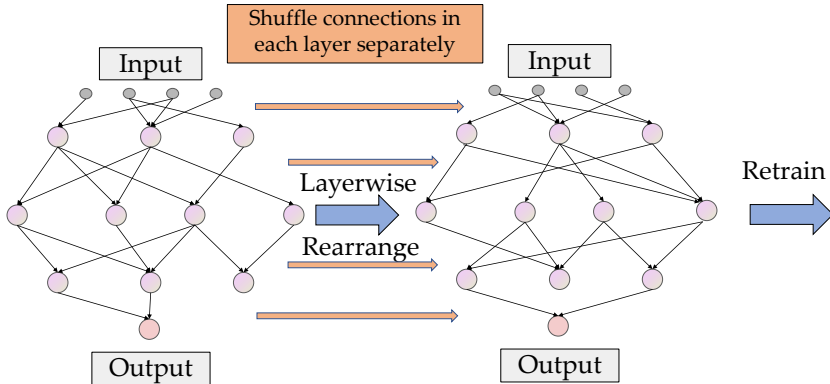 Shuffle connections in
each layer separately
Input
Input
Layerwise
Rearrange
Retrain
Output
Output